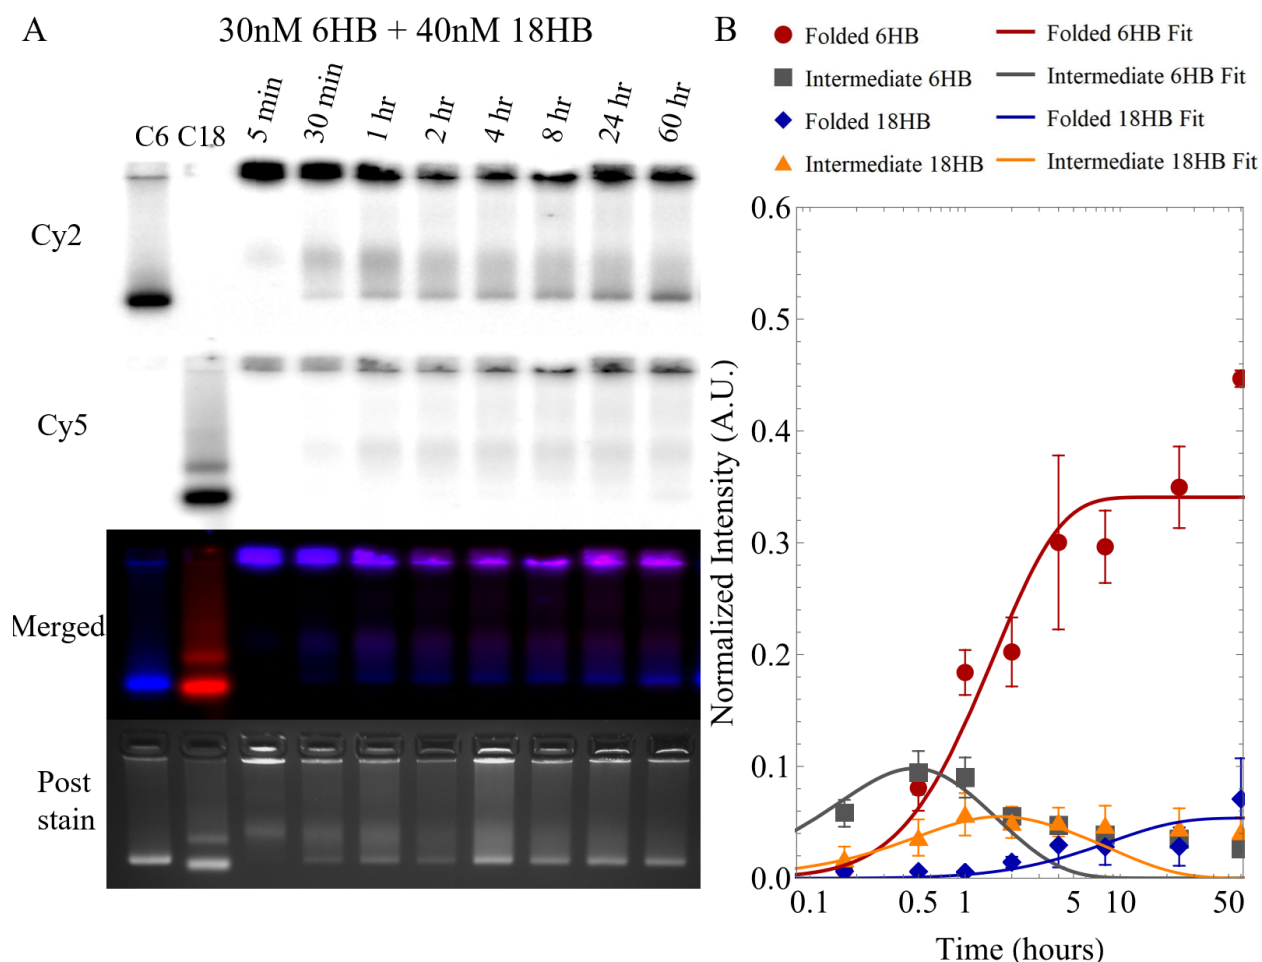 A
30nM 6HB + 40nM 18HB
C6 C18 5 min 30 min 1 hr 2 hr 4 hr 8 hr 24 hr 60 hr
Cy2
Cy5
Merged
Post
stain
B
Folded 6HB
Folded 6HB Fit
Intermediate 6HB
Intermediate 6HB Fit
Folded 18HB
Folded 18HB Fit
Intermediate 18HB
Intermediate 18HB Fit
Normalized Intensity (A.U.)
0.6
0.5
0.4
0.3
0.2
0.1
0.0
0.1 0.5 1 5 10 50
Time (hours)